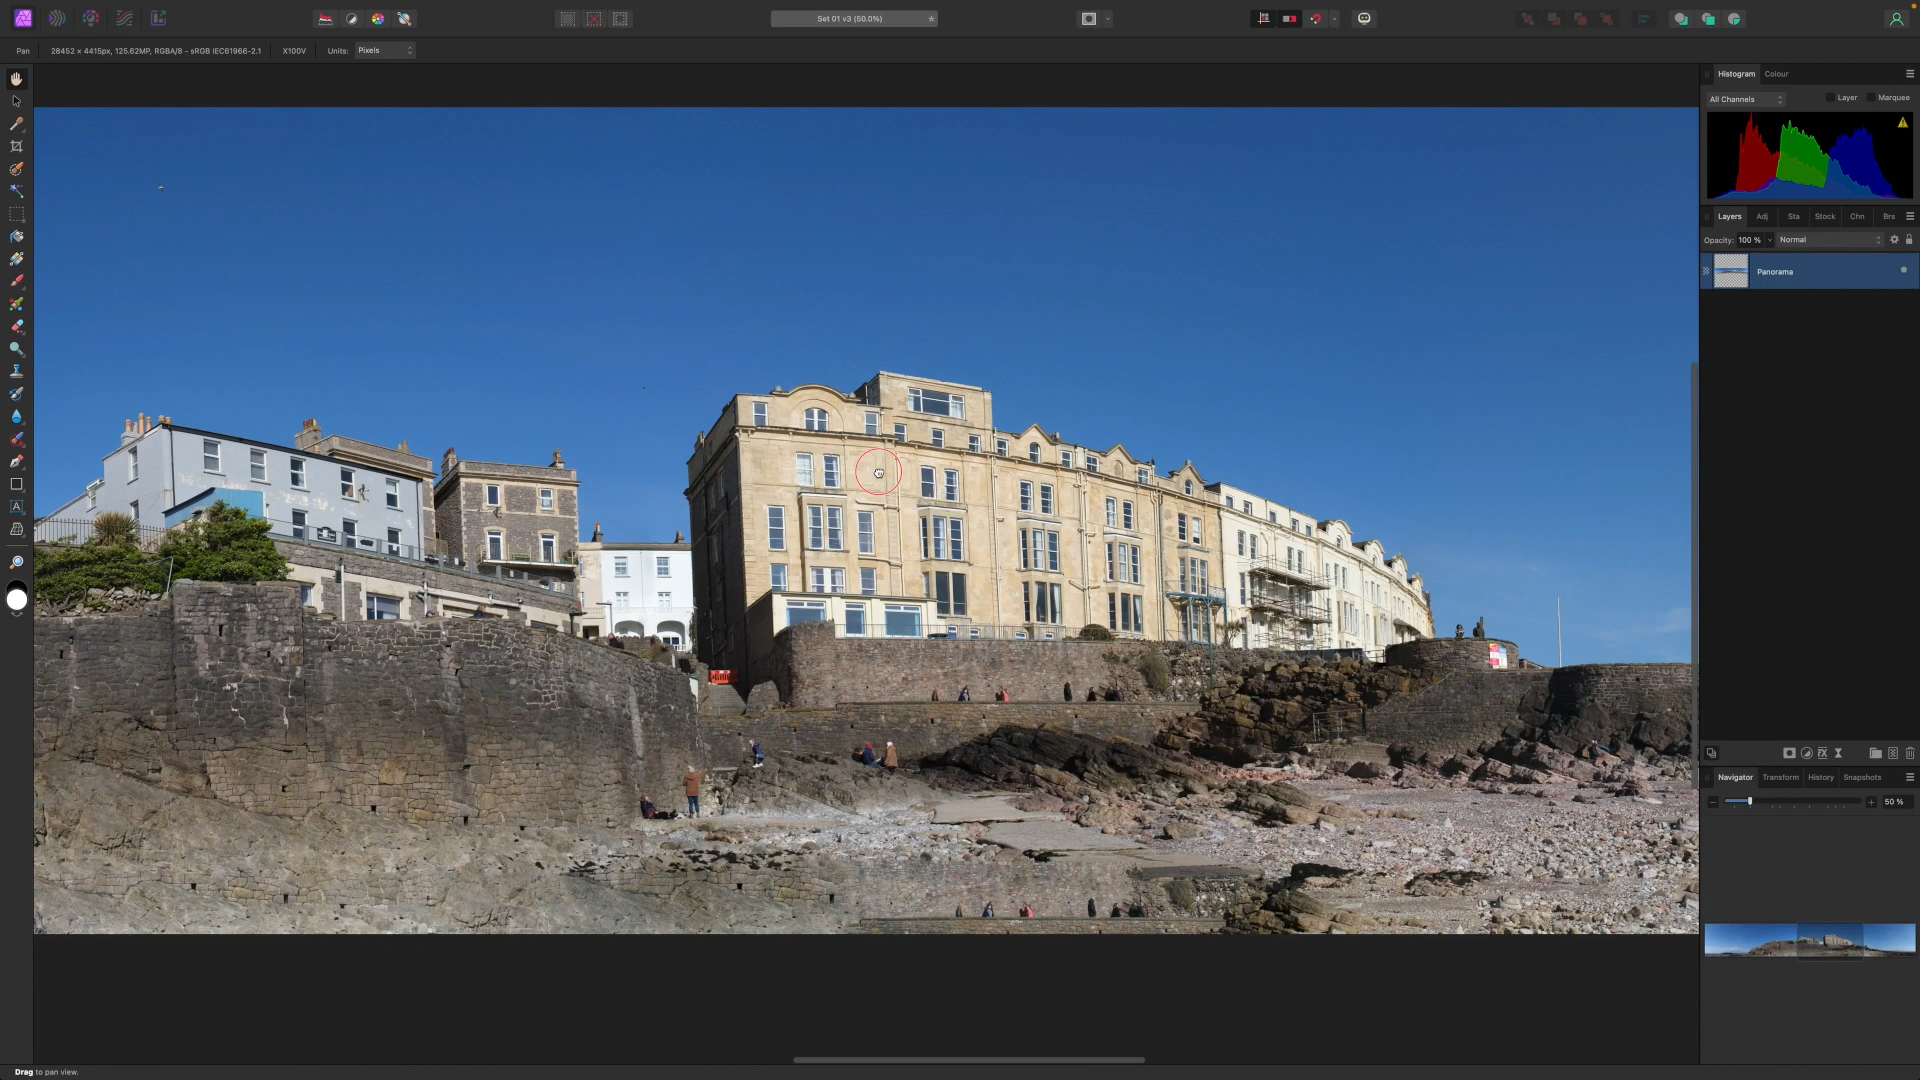 Set 01 v3 (50.0%)
Pan
28452 × 4415px, 125.62MP, RGBA/8 - sRGB IEC61966-2.1
X100V
Units:
Pixels
Histogram
Colour
All Channels
Layer
Marquee
Layers
Adj
Sta
Stock
Chn
Brs
Opacity:
100 %
Normal
Panorama
Navigator
Transform
History
Snapshots
50 %
Drag to pan view.